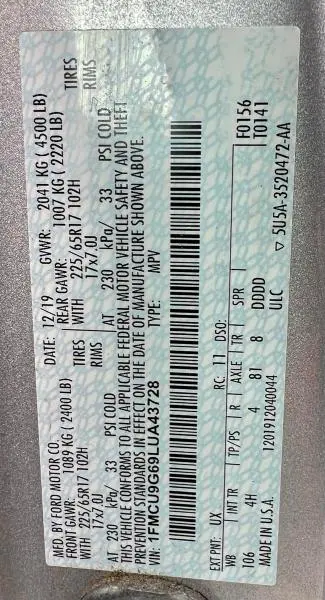 MFD. BY FORD MOTOR CO.
DATE: 12/19 GVWR: 2041 KG ( 4500 LB)
FRONT GAWR: 1089 KG ( 2400 LB) REAR GAWR: 1007 KG ( 2220 LB)
WITH 225/65R17 102H TIRES
17x7.0J RIMS
AT 230 kPa/ 33 PSI COLD
WITH 225/65R17 102H TIRES
17x7.0J RIMS
AT 230 kPa/ 33 PSI COLD
THIS VEHICLE CONFORMS TO ALL APPLICABLE FEDERAL MOTOR VEHICLE SAFETY AND THEFT
PREVENTION STANDARDS IN EFFECT ON THE DATE OF MANUFACTURE SHOWN ABOVE.
VIN: 1FMCU9G69LUA43728 TYPE: MPV
F0156
T0141
EXT PNT: UX RC: 11 DSO:
WB INT TR TP/PS R AXLE TR SPR
106 4H 4 81 8 DDDD
MADE IN U.S.A. 1201912040044 ULC
▽ 5U5A-3520472-AA